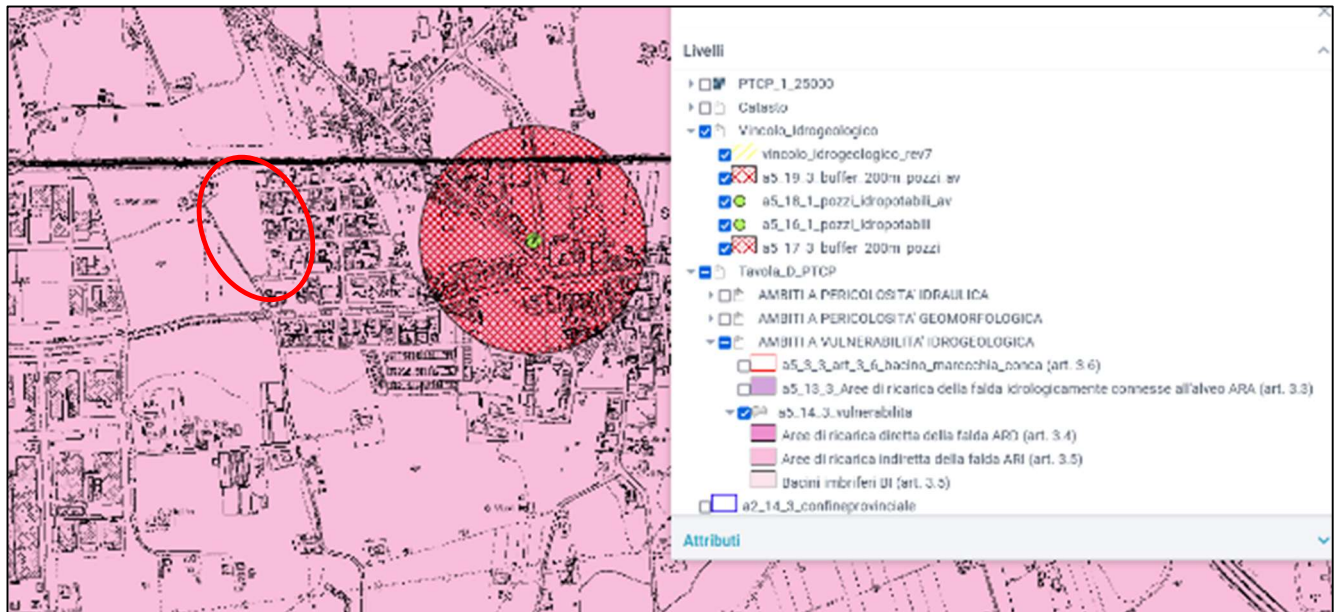 Livelli
PTCP_1_25000
Catasto
Vincolo_Idrogeologico
vincolo_idrogeologico_rev7
a5_19_3_buffer_200m_pozzi_av
a5_18_1_pozzi_idropotabili_av
a5_16_1_pozzi_idropotabili
a5_17_3_buffer_200m_pozzi
Tavola_D_PTCP
AMBITI A PERICOLOSITA' IDRAULICA
AMBITI A PERICOLOSITA' GEOMORFOLOGICA
AMBITI A VULNERABILITA' IDROGEOLOGICA
a5_3_3_art_3_6_bacino_marecchia_conca (art. 3.6)
a5_13_3_Aree di ricarica della falda idrologicamente connesse all'alveo ARA (art. 3.3)
a5_14_3_vulnerabilita
Aree di ricarica diretta della falda ARD (art. 3.4)
Aree di ricarica indiretta della falda ARI (art. 3.5)
Bacini imbriferi BI (art. 3.5)
a2_14_3_confineprovinciale
Attributi